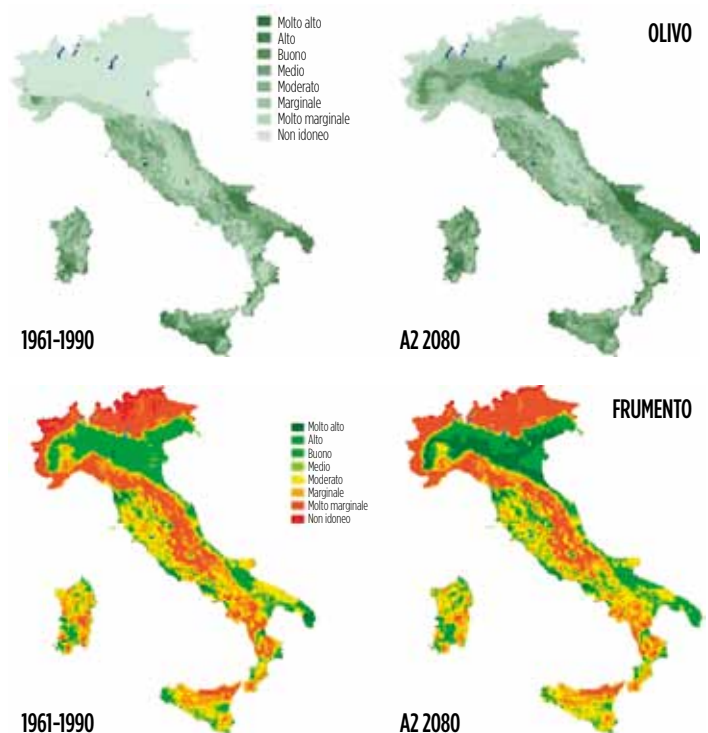 OLIVO
Molto alto
Alto
Buono
Medio
Moderato
Marginale
Molto marginale
Non idoneo
1961-1990
A2 2080
FRUMENTO
Molto alto
Alto
Buono
Medio
Moderato
Marginale
Molto marginale
Non idoneo
1961-1990
A2 2080